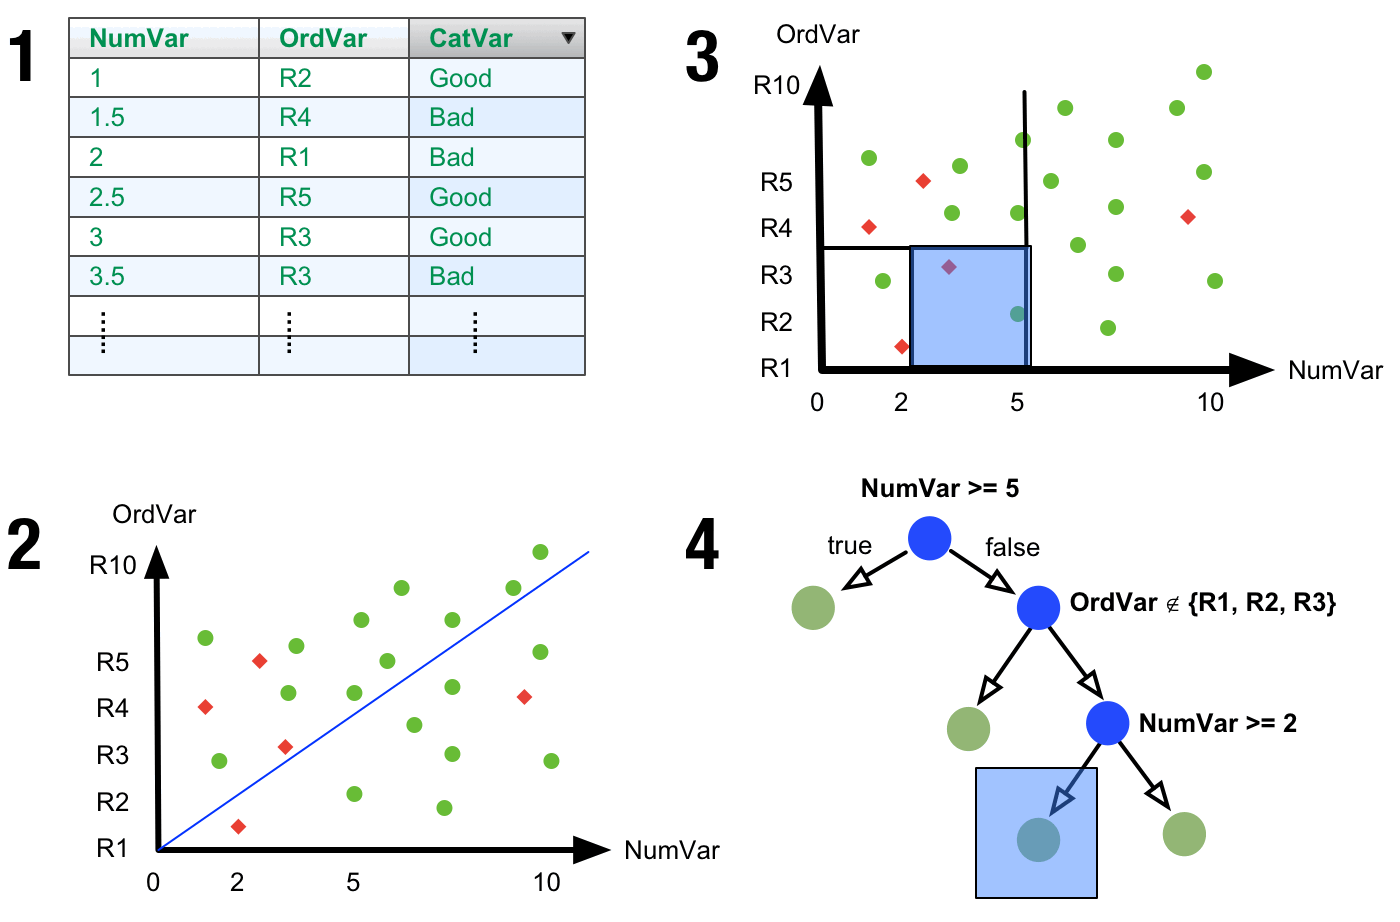 1
NumVar OrdVar CatVar
1 R2 Good
1.5 R4 Bad
2 R1 Bad
2.5 R5 Good
3 R3 Good
3.5 R3 Bad
2
OrdVar
R10
R5
R4
R3
R2
R1
NumVar
0 2 5 10
3
OrdVar
R10
R5
R4
R3
R2
R1
NumVar
0 2 5 10
4
NumVar >= 5
true false
OrdVar ∉ {R1, R2, R3}
NumVar >= 2